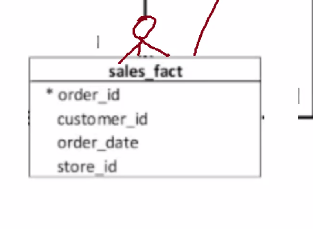 sales_fact
* order_id
customer_id
order_date
store_id